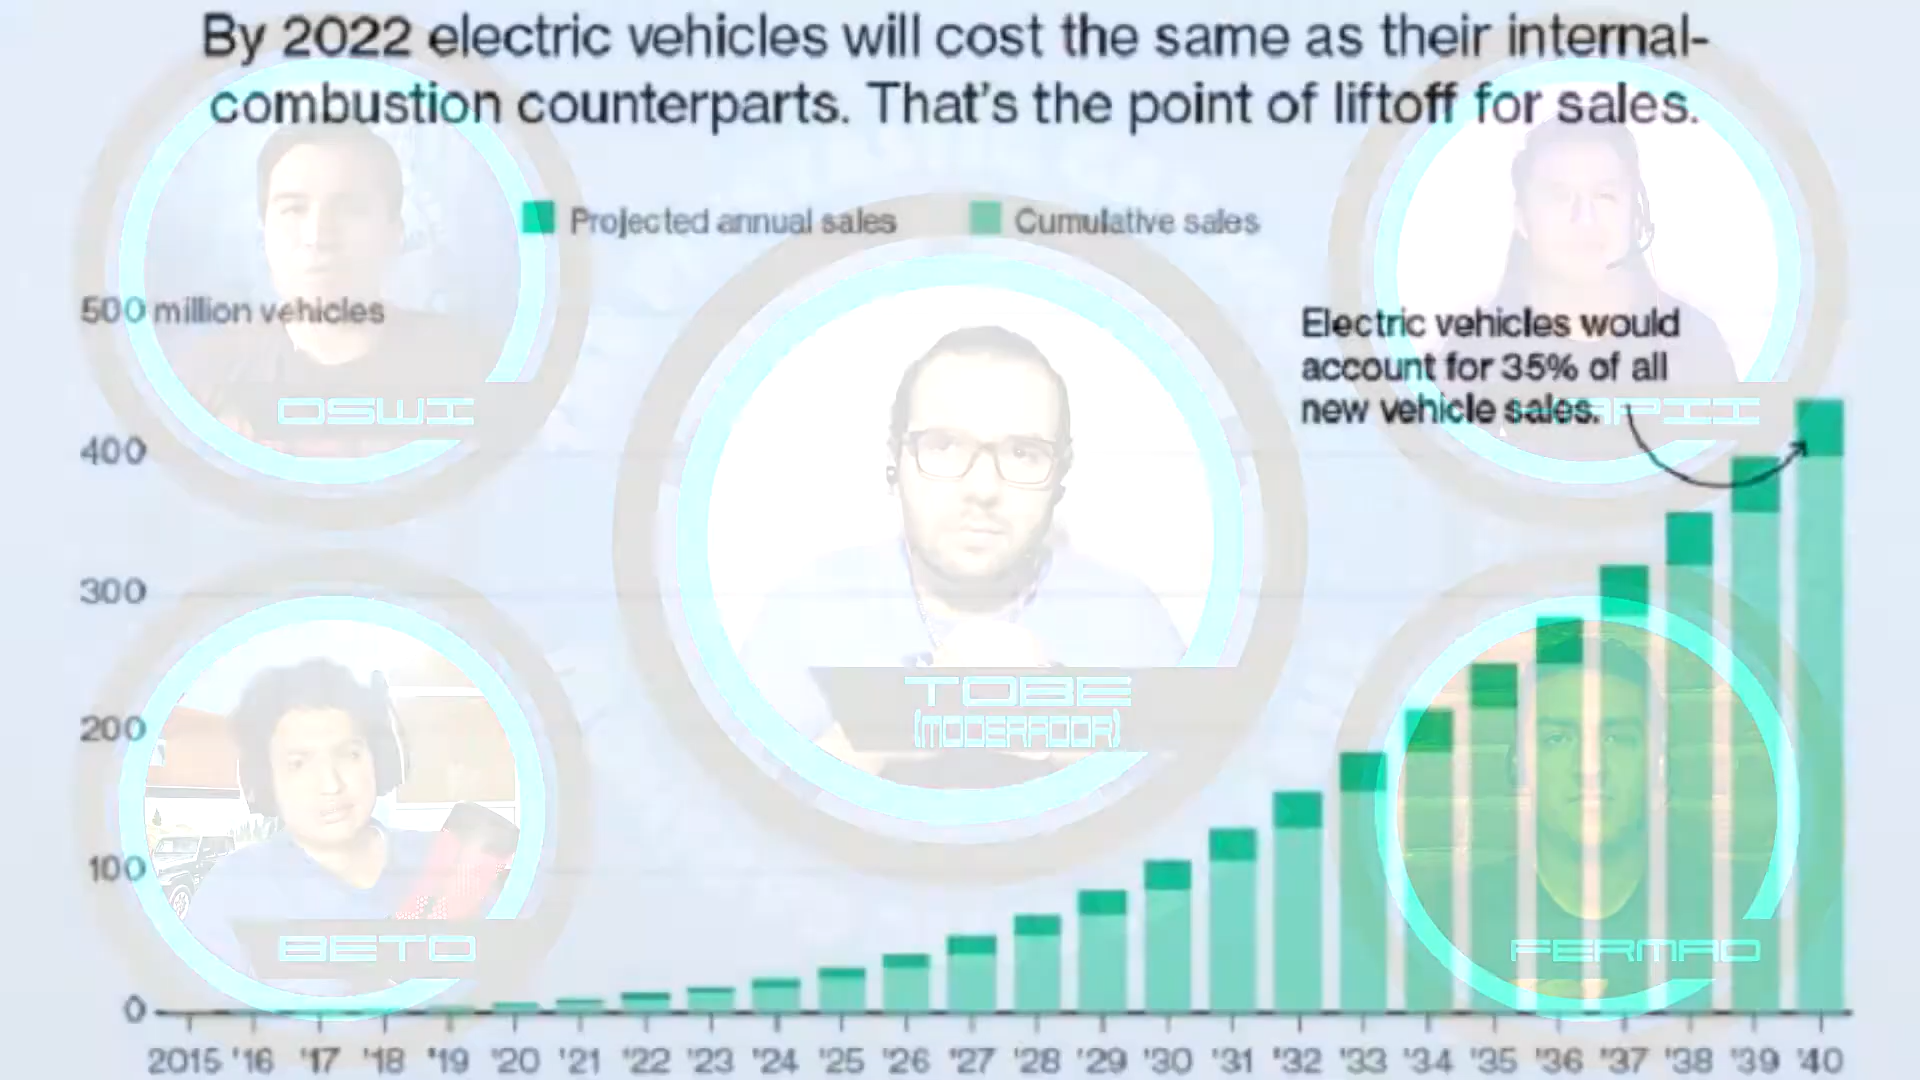 By 2022 electric vehicles will cost the same as their internal-
combustion counterparts. That's the point of liftoff for sales.
Projected annual sales
Cumulative sales
500 million vehicles
Electric vehicles would
account for 35% of all
new vehicle sales.
OSWI
400
300
TOBE
(MODERADOR)
200
100
BETO
FERMAD
0
2015 '16 '17 '18 '19 '20 '21 '22 '23 '24 '25 '26 '27 '28 '29 '30 '31 '32 '33 '34 '35 '36 '37 '38 '39 '40